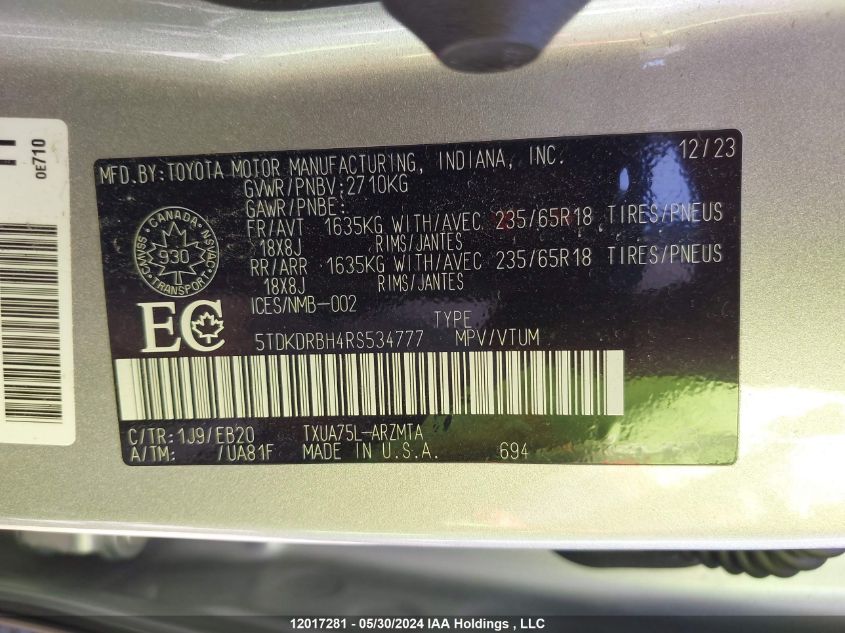 0E710
MFD.BY:TOYOTA MOTOR MANUFACTURING, INDIANA, INC. 12/23
GVWR/PNBV:2710KG
GAWR/PNBE:
FR/AVT 1635KG WITH/AVEC 235/65R18 TIRES/PNEUS
18X8J RIMS/JANTES
RR/ARR 1635KG WITH/AVEC 235/65R18 TIRES/PNEUS
18X8J RIMS/JANTES
ICES/NMB-002
CANADA
930
TRANSPORT
EC
TYPE
5TDKDRBH4RS534777 MPV/VTUM
C/TR:1J9/EB20 TXUA75L-ARZMTA
A/TM: /UA81F MADE IN U.S.A. 694
12017281 - 05/30/2024 IAA Holdings , LLC